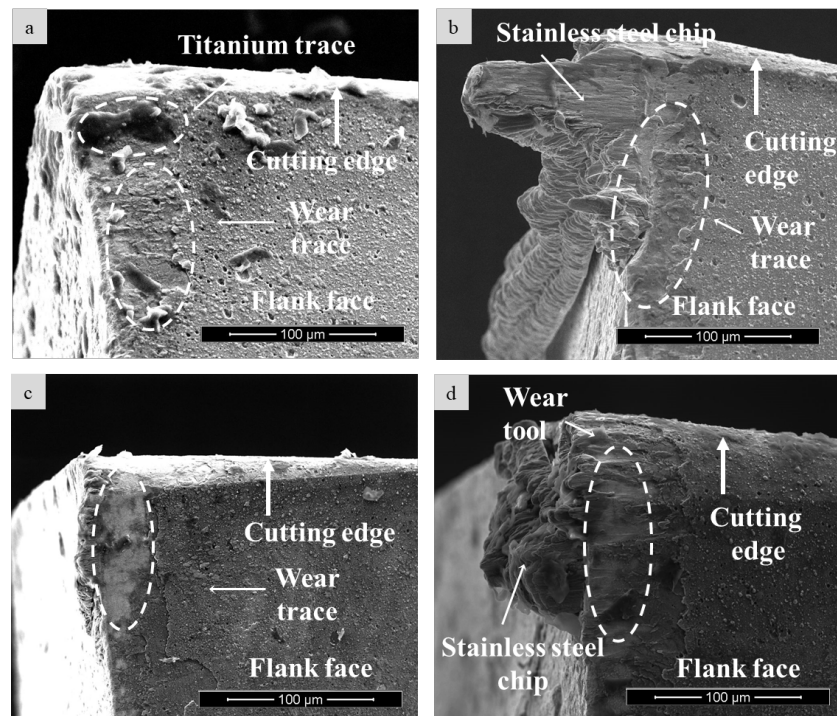 a
Titanium trace
Cutting edge
Wear
trace
Flank face
100 µm
b
Stainless steel
chip
Cutting
edge
Wear
trace
Flank face
100 µm
c
Cutting edge
Wear
trace
Flank face
100 µm
d
Wear
tool
Cutting
edge
Stainless steel
chip
Flank face
100 µm